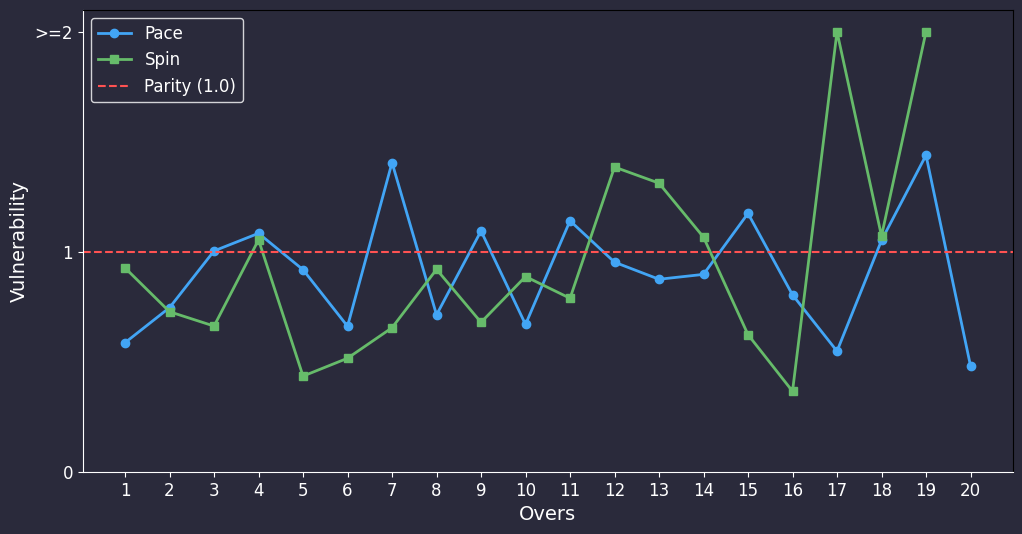 >=2
Pace
Spin
Parity (1.0)
Vulnerability
1
0
1 2 3 4 5 6 7 8 9 10 11 12 13 14 15 16 17 18 19 20
Overs